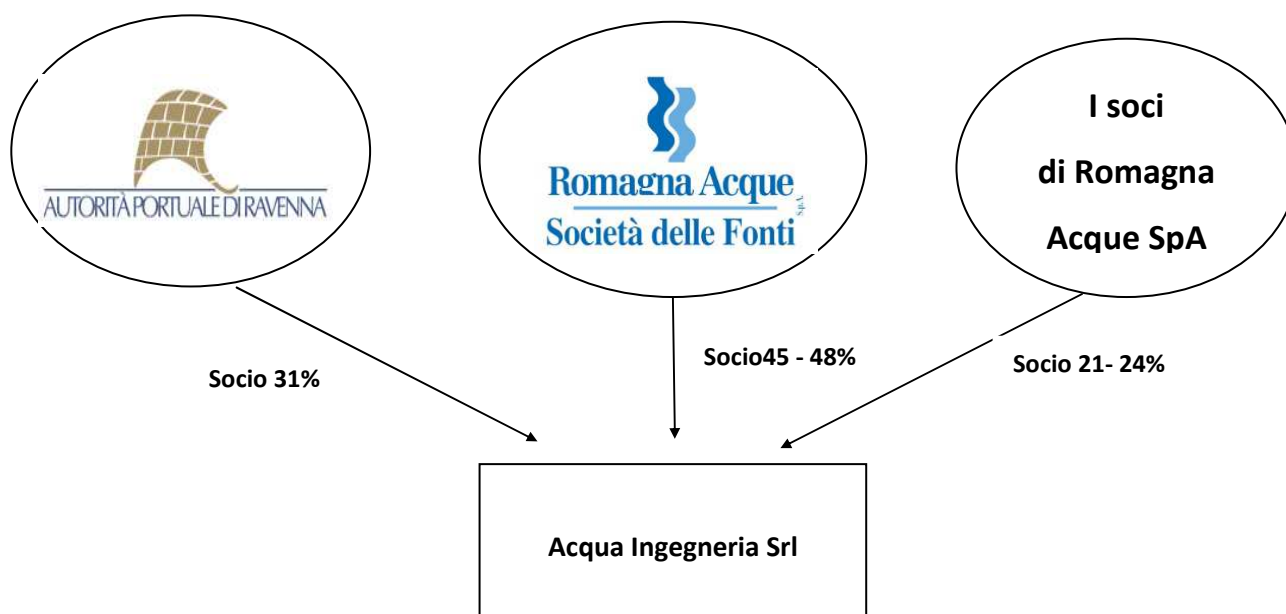 AUTORITÀ PORTUALE DI RAVENNA
Romagna Acque
S.p.A.
Società delle Fonti
I soci
di Romagna
Acque SpA
Socio 31%
Socio45 - 48%
Socio 21- 24%
Acqua Ingegneria Srl